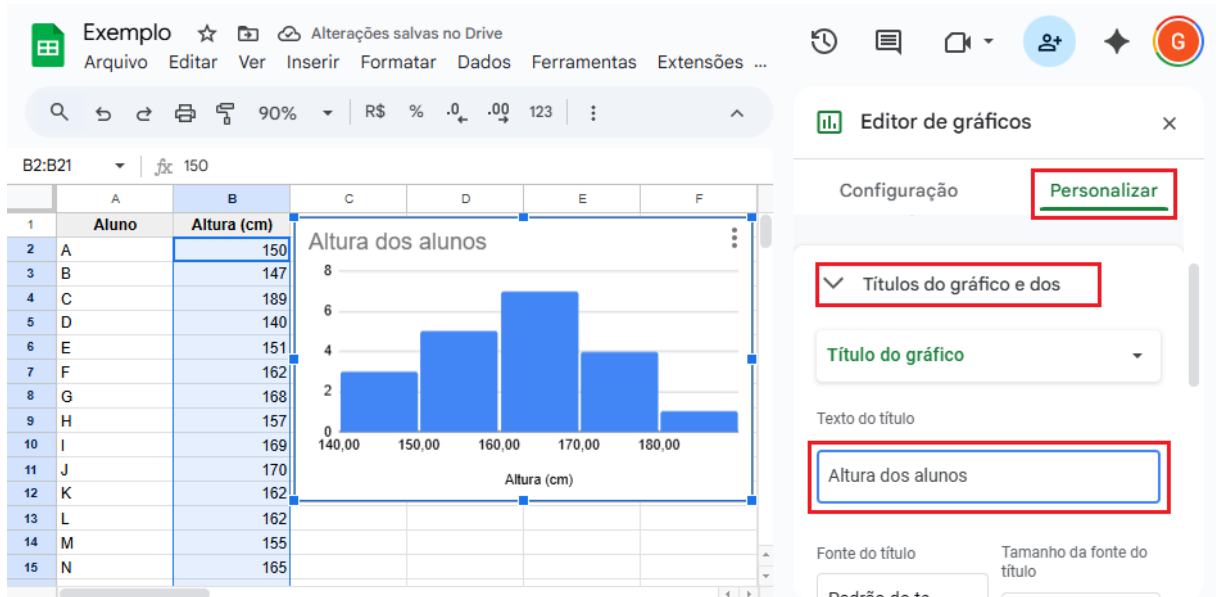 Exemplo Alterações salvas no Drive
Arquivo Editar Ver Inserir Formatar Dados Ferramentas Extensões ...
G
90% R$ % .0 .00 123
Editor de gráficos
B2:B21 fx 150
Configuração Personalizar
A B C D E F
1 Aluno Altura (cm)
2 A 150
3 B 147
4 C 189
5 D 140
6 E 151
7 F 162
8 G 168
9 H 157
10 I 169
11 J 170
12 K 162
13 L 162
14 M 155
15 N 165
Altura dos alunos
8
6
4
2
0
140,00 150,00 160,00 170,00 180,00
Altura (cm)
Títulos do gráfico e dos
Título do gráfico
Texto do título
Altura dos alunos
Fonte do título
Tamanho da fonte do
título
Padrão do te